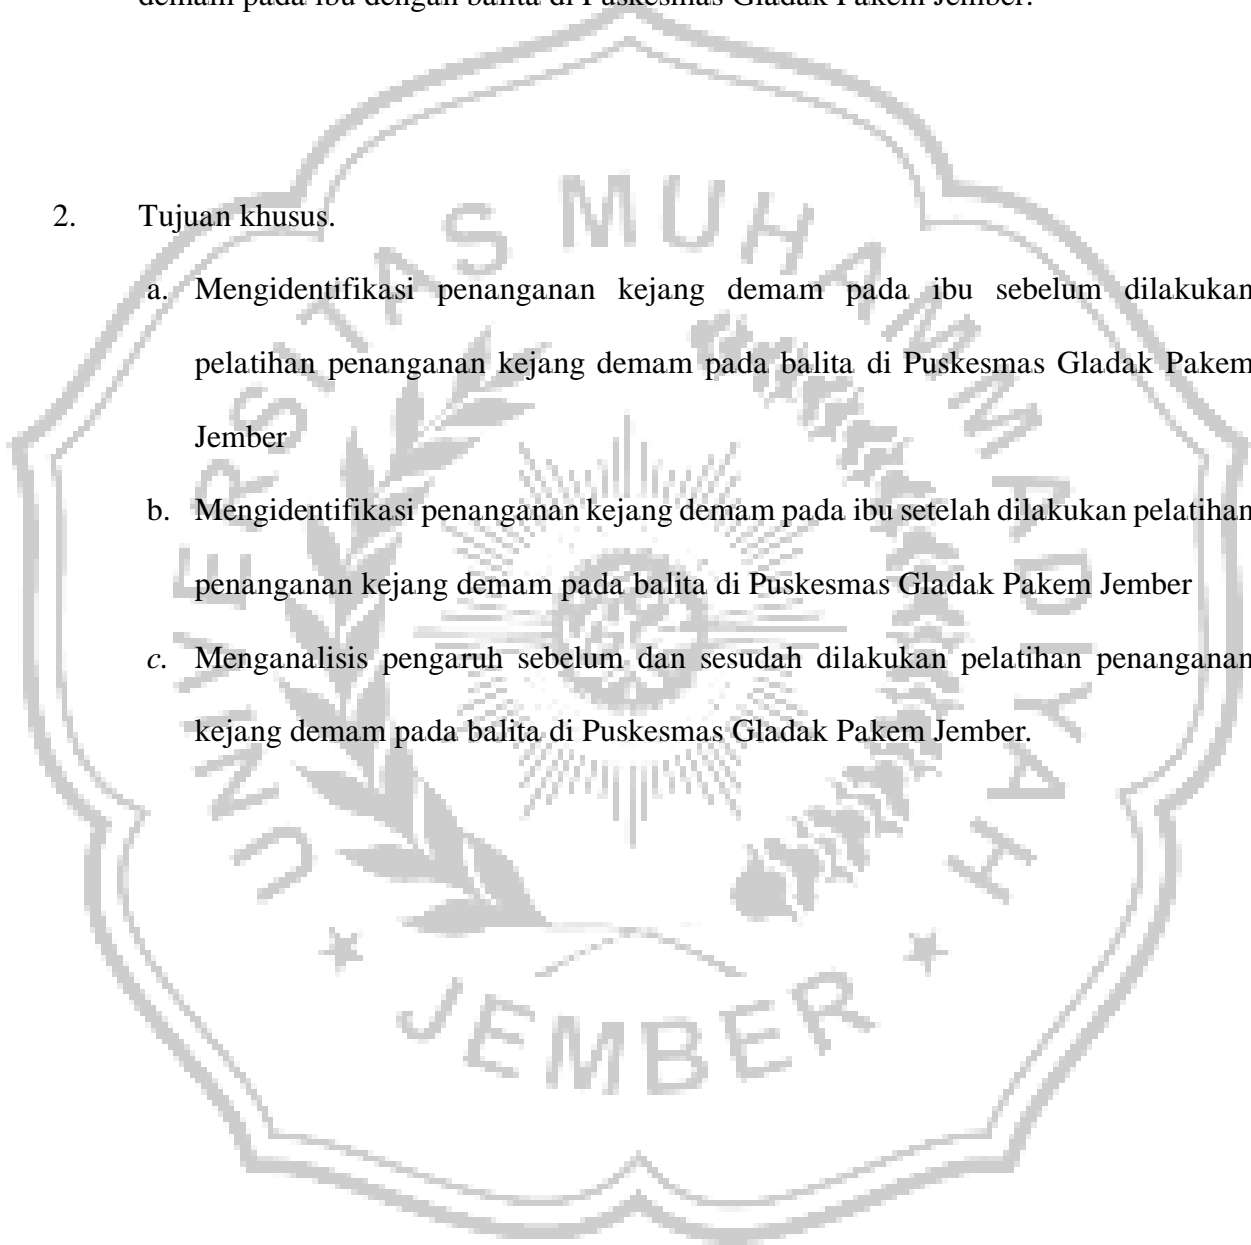 demam pada ibu dengan balita di Puskesmas Gladak Pakem Jember.
2. Tujuan khusus.
a. Mengidentifikasi penanganan kejang demam pada ibu sebelum dilakukan
pelatihan penanganan kejang demam pada balita di Puskesmas Gladak Pakem
Jember
b. Mengidentifikasi penanganan kejang demam pada ibu setelah dilakukan pelatihan
penanganan kejang demam pada balita di Puskesmas Gladak Pakem Jember
c. Menganalisis pengaruh sebelum dan sesudah dilakukan pelatihan penanganan
kejang demam pada balita di Puskesmas Gladak Pakem Jember.
UNIVERSITAS MUHAMMADIYAH
JEMBER